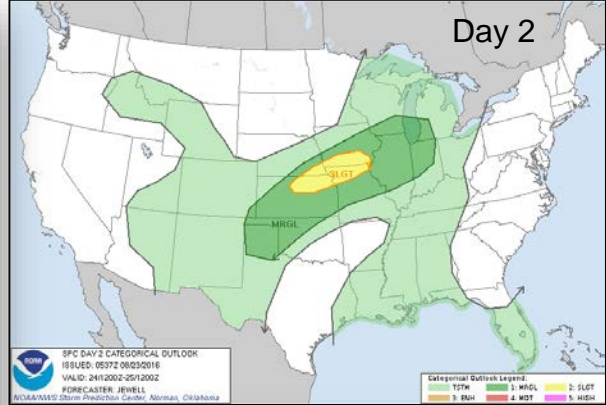 Day 2
SLGT
MRGL
NOAA
SPC DAY 2 CATEGORICAL OUTLOOK
ISSUED: 0537Z 08/23/2016
VALID: 24/1200Z-25/1200Z
FORECASTER: JEWELL
NOAA/NWS Storm Prediction Center, Norman, Oklahoma
Categorical Outlook Legend:
TSTM 1: MRGL 2: SLGT
3: ENH 4: MDT 5: HIGH